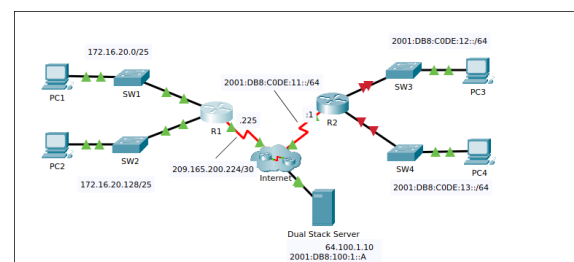 2001:DB8:C0DE:12::/64
172.16.20.0/25
PC1
SW1
SW3
PC3
2001:DB8:C0DE:11::/64
.225
:1
R1
R2
PC2
SW2
Internet
SW4
PC4
209.165.200.224/30
172.16.20.128/25
2001:DB8:C0DE:13::/64
Dual Stack Server
64.100.1.10
2001:DB8:100:1::A